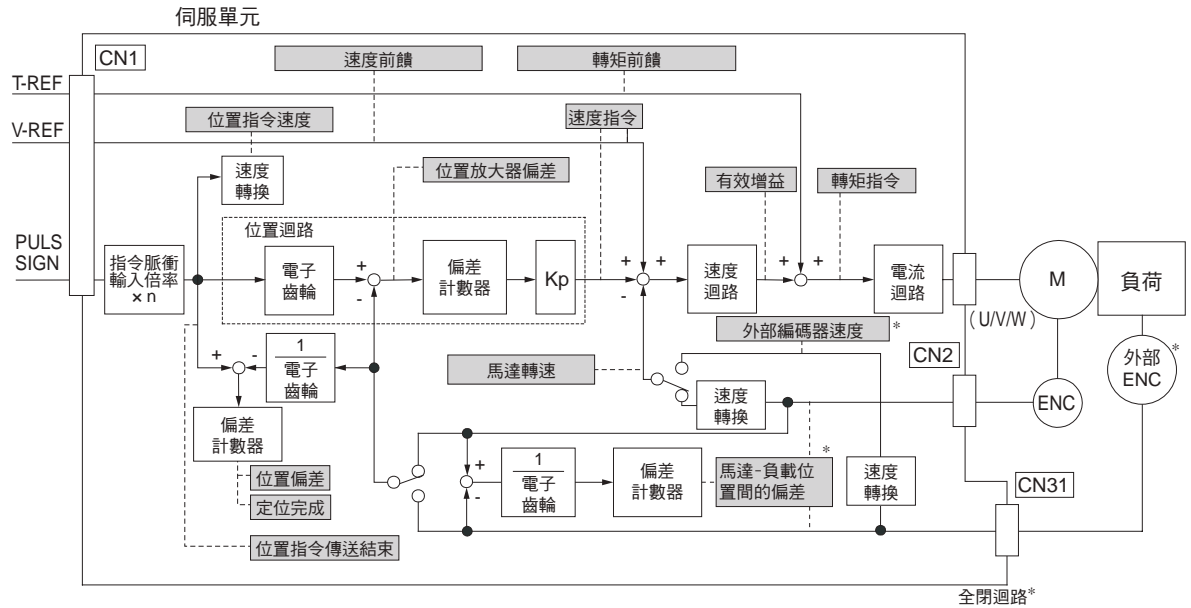 伺服單元
CN1
速度前饋
轉矩前饋
T-REF
V-REF
位置指令速度
速度指令
速度
轉換
位置放大器偏差
有效增益
轉矩指令
位置迴路
PULS
SIGN
指令脈衝
輸入倍率
×n
電子
齒輪
+
-
偏差
計數器
Kp
+
+
-
速度
迴路
+
+
電流
迴路
M
負荷
(U/V/W)
外部編碼器速度*
CN2
外部
ENC
*
+
-
1
電子
齒輪
馬達轉速
速度
轉換
ENC
偏差
計數器
位置偏差
定位完成
+
-
1
電子
齒輪
偏差
計數器
馬達-負載位
置間的偏差
*
速度
轉換
CN31
位置指令傳送結束
全閉迴路*